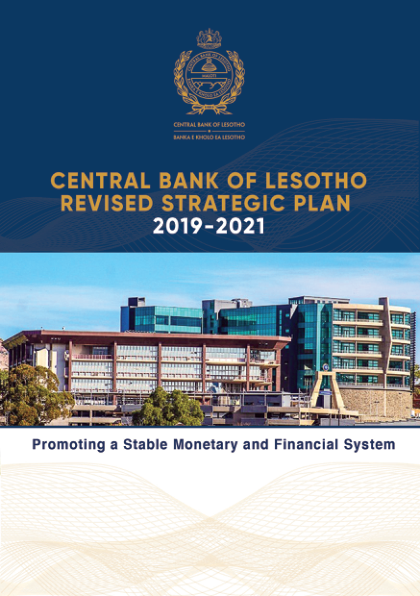 CENTRAL BANK OF LESOTHO
BANKA E KHOLO EA LESOTHO
CENTRAL BANK OF LESOTHO
REVISED STRATEGIC PLAN
2019-2021
Promoting a Stable Monetary and Financial System